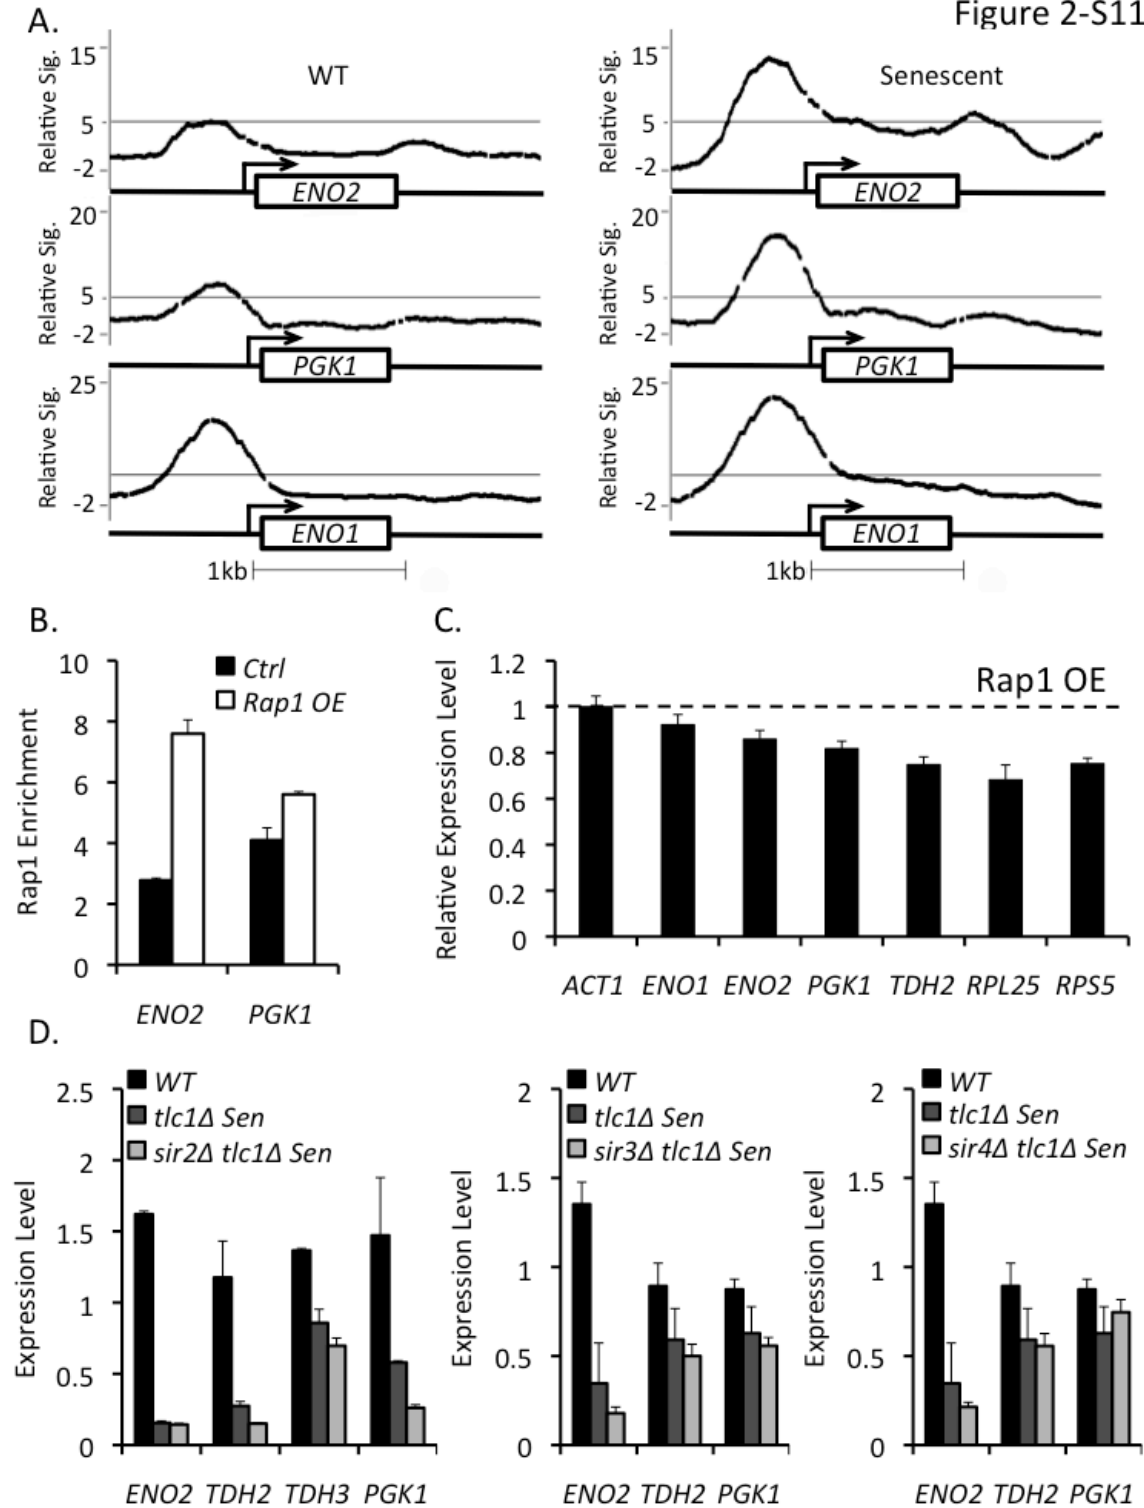 Figure 2-S11
A.
WT
Senescent
Relative Sig.
15
5
-2
ENO2
Relative Sig.
15
5
-2
ENO2
Relative Sig.
20
5
-2
PGK1
Relative Sig.
20
5
-2
PGK1
Relative Sig.
25
-2
ENO1
1kb
Relative Sig.
25
-2
ENO1
1kb
B.
Rap1 Enrichment
10
8
6
4
2
0
Ctrl
Rap1 OE
ENO2 PGK1
C.
Relative Expression Level
1.2
1
0.8
0.6
0.4
0.2
0
Rap1 OE
ACT1 ENO1 ENO2 PGK1 TDH2 RPL25 RPS5
D.
Expression Level
2.5
2
1.5
1
0.5
0
WT
tlc1Δ Sen
sir2Δ tlc1Δ Sen
ENO2 TDH2 TDH3 PGK1
Expression Level
2
1.5
1
0.5
0
WT
tlc1Δ Sen
sir3Δ tlc1Δ Sen
ENO2 TDH2 PGK1
Expression Level
2
1.5
1
0.5
0
WT
tlc1Δ Sen
sir4Δ tlc1Δ Sen
ENO2 TDH2 PGK1